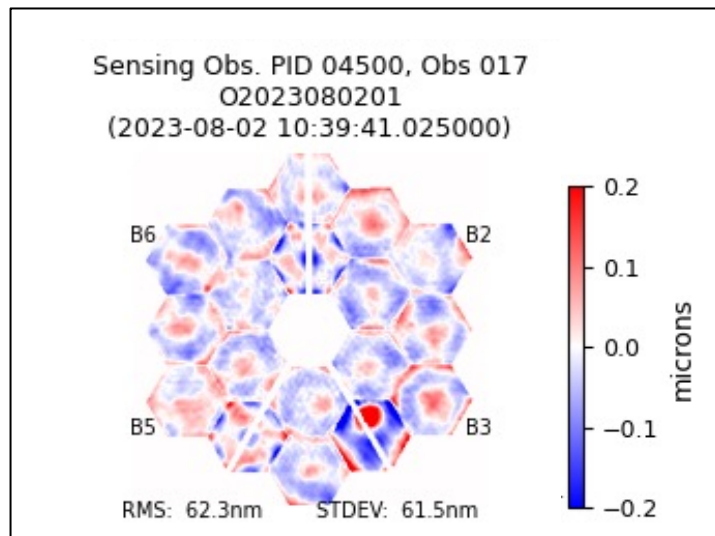 Sensing Obs. PID 04500, Obs 017
O2023080201
(2023-08-02 10:39:41.025000)
B6
B2
B5
B3
RMS: 62.3nm STDEV: 61.5nm
0.2
0.1
0.0
−0.1
−0.2
microns